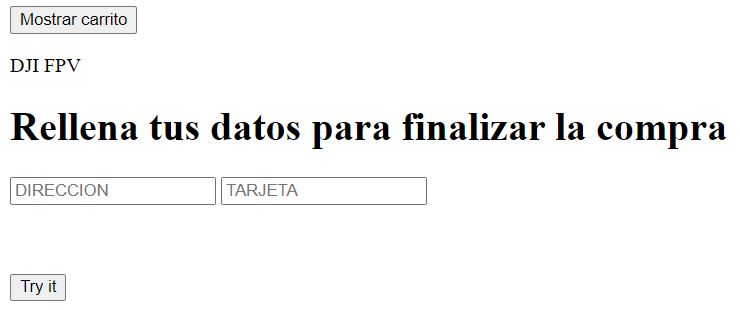 Mostrar carrito
DJI FPV
Rellena tus datos para finalizar la compra
DIRECCION TARJETA
Try it